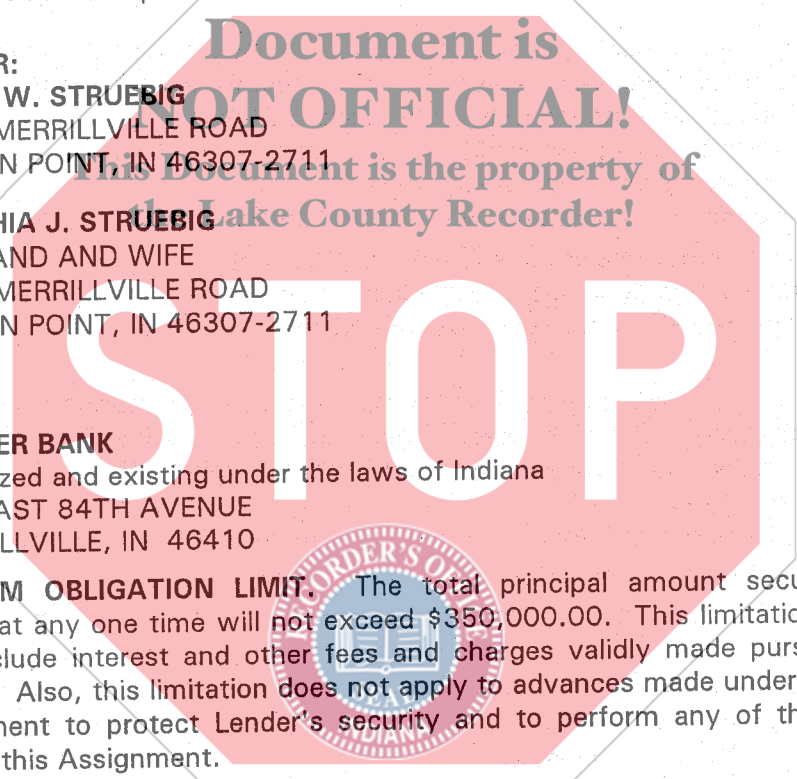 Document is
R:
W. STRUEBIG
NOT OFFICIAL!
MERRILLVILLE ROAD
N POINT, IN 46307-2711
This Document is the property of
the Lake County Recorder!
HIA J. STRUEBIG
AND AND WIFE
MERRILLVILLE ROAD
N POINT, IN 46307-2711
STOP
ER BANK
zed and existing under the laws of Indiana
AST 84TH AVENUE
LLVILLE, IN 46410
RECORDER'S OFFICE
M OBLIGATION LIMIT. The total principal amount secu
at any one time will not exceed $350,000.00. This limitatio
clude interest and other fees and charges validly made purs
Also, this limitation does not apply to advances made under
SEAL
ment to protect Lender's security and to perform any of th
INDIANA
this Assignment.